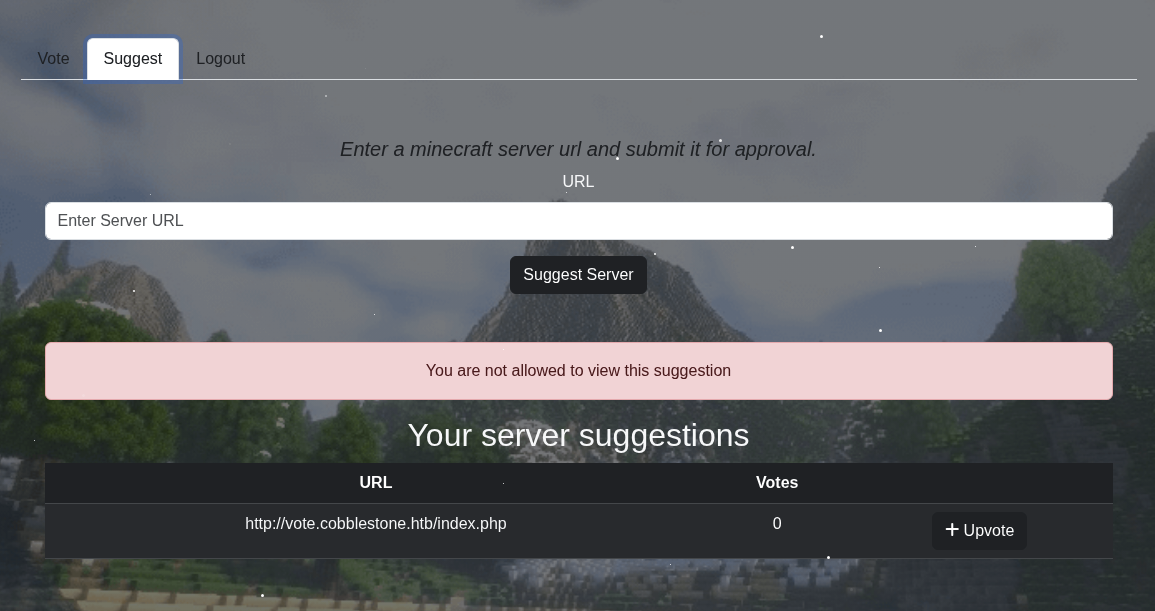 Vote Suggest Logout
Enter a minecraft server url and submit it for approval.
URL
Enter Server URL
Suggest Server
You are not allowed to view this suggestion
Your server suggestions
URL Votes
http://vote.cobblestone.htb/index.php 0 + Upvote